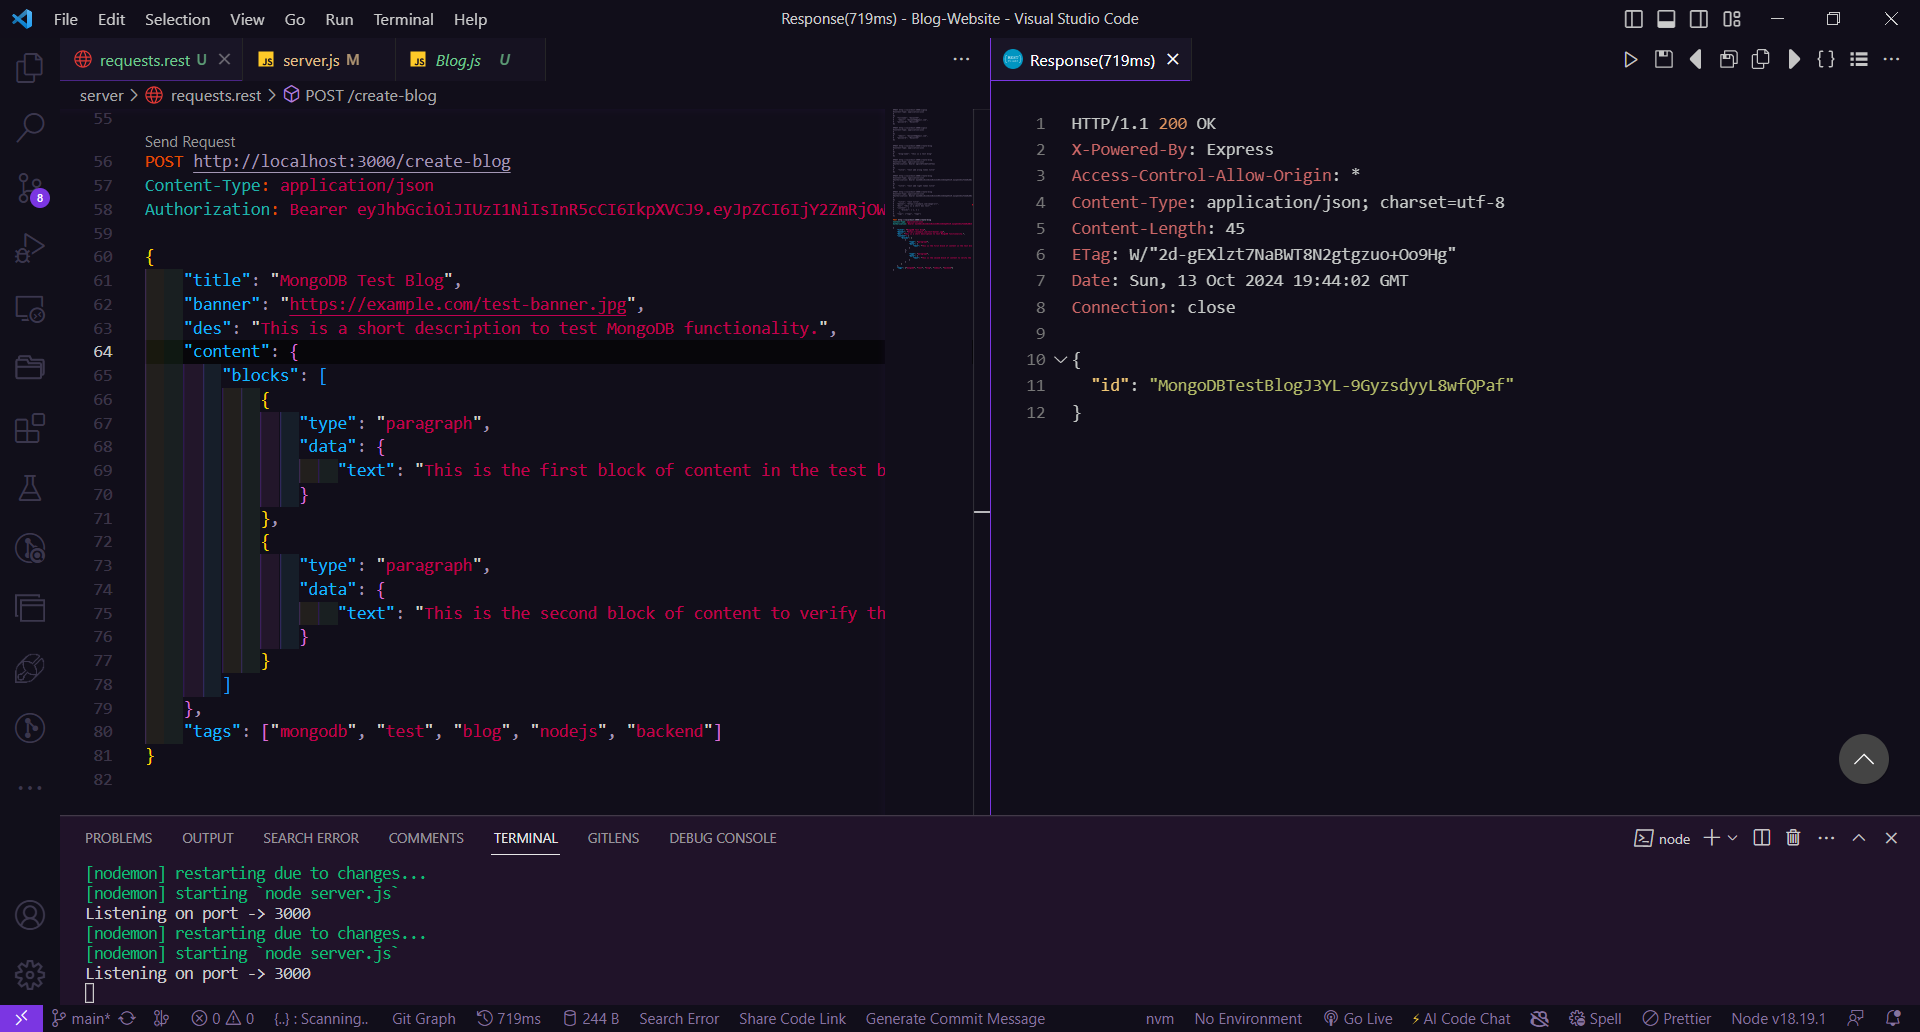 File Edit Selection View Go Run Terminal Help
Response(719ms) - Blog-Website - Visual Studio Code
requests.rest U
JS server.js M
JS Blog.js U
Response(719ms)
server > requests.rest > POST /create-blog
55
Send Request
56 POST http://localhost:3000/create-blog
57 Content-Type: application/json
58 Authorization: Bearer eyJhbGciOiJIUzI1NiIsInR5cCI6IkpXVCJ9.eyJpZCI6IjY2ZmRjOW
59
60 {
61 "title": "MongoDB Test Blog",
62 "banner": "https://example.com/test-banner.jpg",
63 "des": "This is a short description to test MongoDB functionality.",
64 "content": {
65 "blocks": [
66 {
67 "type": "paragraph",
68 "data": {
69 "text": "This is the first block of content in the test b
70 }
71 },
72 {
73 "type": "paragraph",
74 "data": {
75 "text": "This is the second block of content to verify th
76 }
77 }
78 ]
79 },
80 "tags": ["mongodb", "test", "blog", "nodejs", "backend"]
81 }
82
1 HTTP/1.1 200 OK
2 X-Powered-By: Express
3 Access-Control-Allow-Origin: *
4 Content-Type: application/json; charset=utf-8
5 Content-Length: 45
6 ETag: W/"2d-gEXlzt7NaBWT8N2gtgzuo+Oo9Hg"
7 Date: Sun, 13 Oct 2024 19:44:02 GMT
8 Connection: close
9
10 {
11 "id": "MongoDBTestBlogJ3YL-9GyzsdyyL8wfQPaf"
12 }
8
PROBLEMS OUTPUT SEARCH ERROR COMMENTS TERMINAL GITLENS DEBUG CONSOLE
node
[nodemon] restarting due to changes...
[nodemon] starting `node server.js`
Listening on port -> 3000
[nodemon] restarting due to changes...
[nodemon] starting `node server.js`
Listening on port -> 3000
main* 0 0 {..} : Scanning.. Git Graph 719ms 244 B Search Error Share Code Link Generate Commit Message nvm No Environment Go Live AI Code Chat Spell Prettier Node v18.19.1